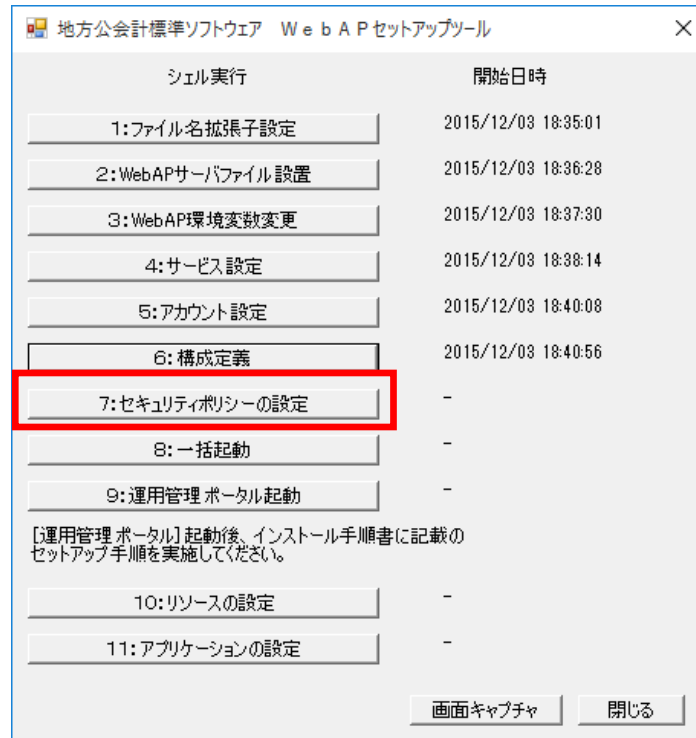 地方公会計標準ソフトウェア　ＷｅｂＡＰセットアップツール
シェル実行 開始日時
1:ファイル名拡張子設定 2015/12/03 18:35:01
2:WebAPサーバファイル設置 2015/12/03 18:36:28
3:WebAP環境変数変更 2015/12/03 18:37:30
4:サービス設定 2015/12/03 18:38:14
5:アカウント設定 2015/12/03 18:40:08
6:構成定義 2015/12/03 18:40:56
7:セキュリティポリシーの設定 -
8:一括起動 -
9:運用管理ポータル起動 -
[運用管理ポータル]起動後、インストール手順書に記載の
セットアップ手順を実施してください。
10:リソースの設定 -
11:アプリケーションの設定 -
画面キャプチャ 閉じる